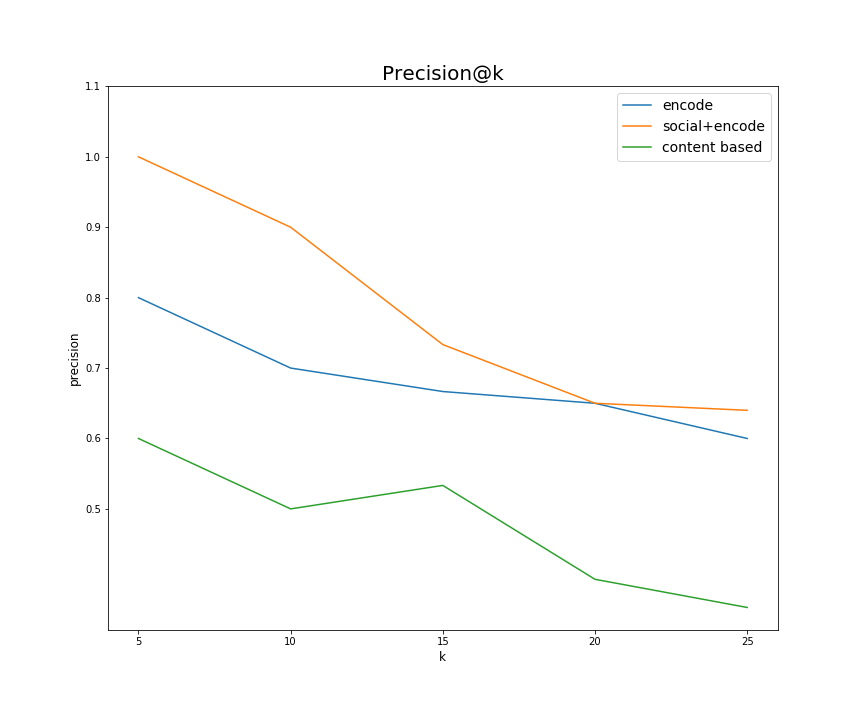 Precision@k
encode
social+encode
content based
1.1
1.0
0.9
0.8
0.7
0.6
0.5
precision
5 10 15 20 25
k